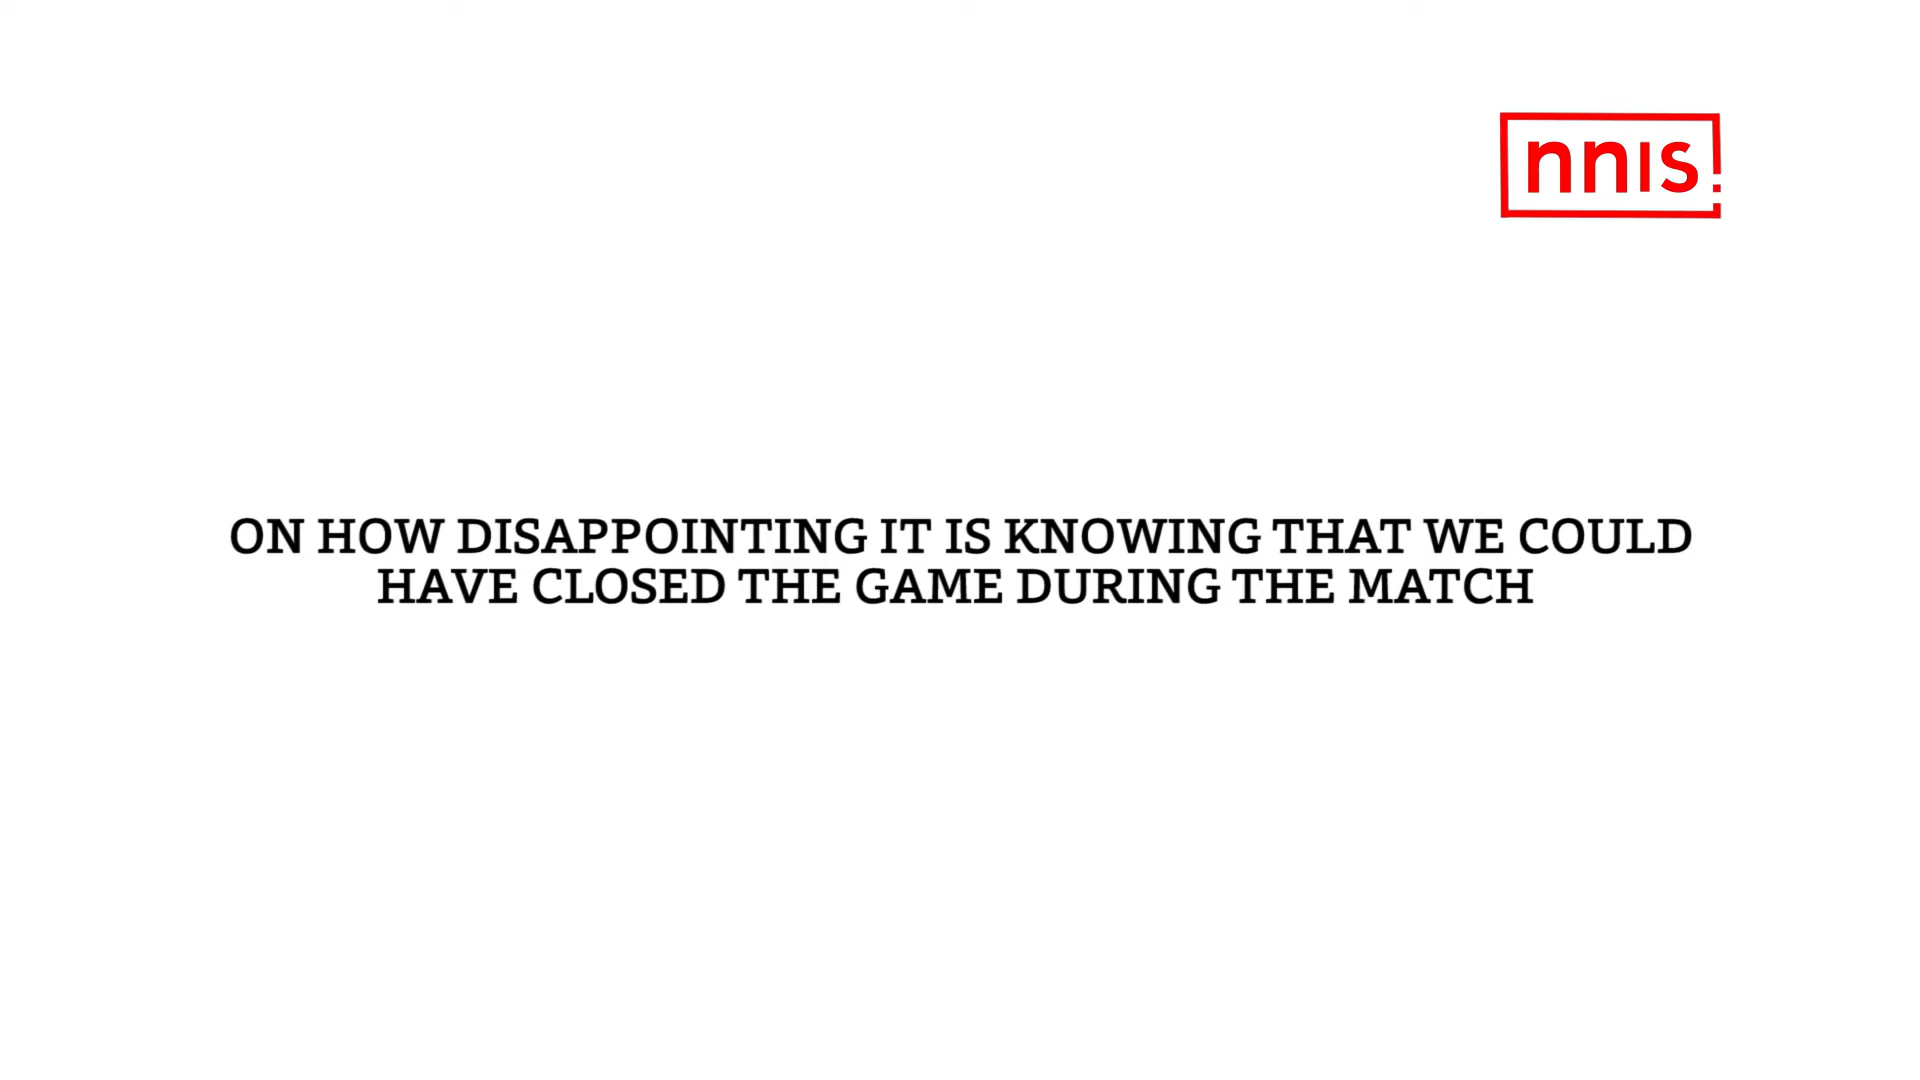 nnis!
ON HOW DISAPPOINTING IT IS KNOWING THAT WE COULD
HAVE CLOSED THE GAME DURING THE MATCH